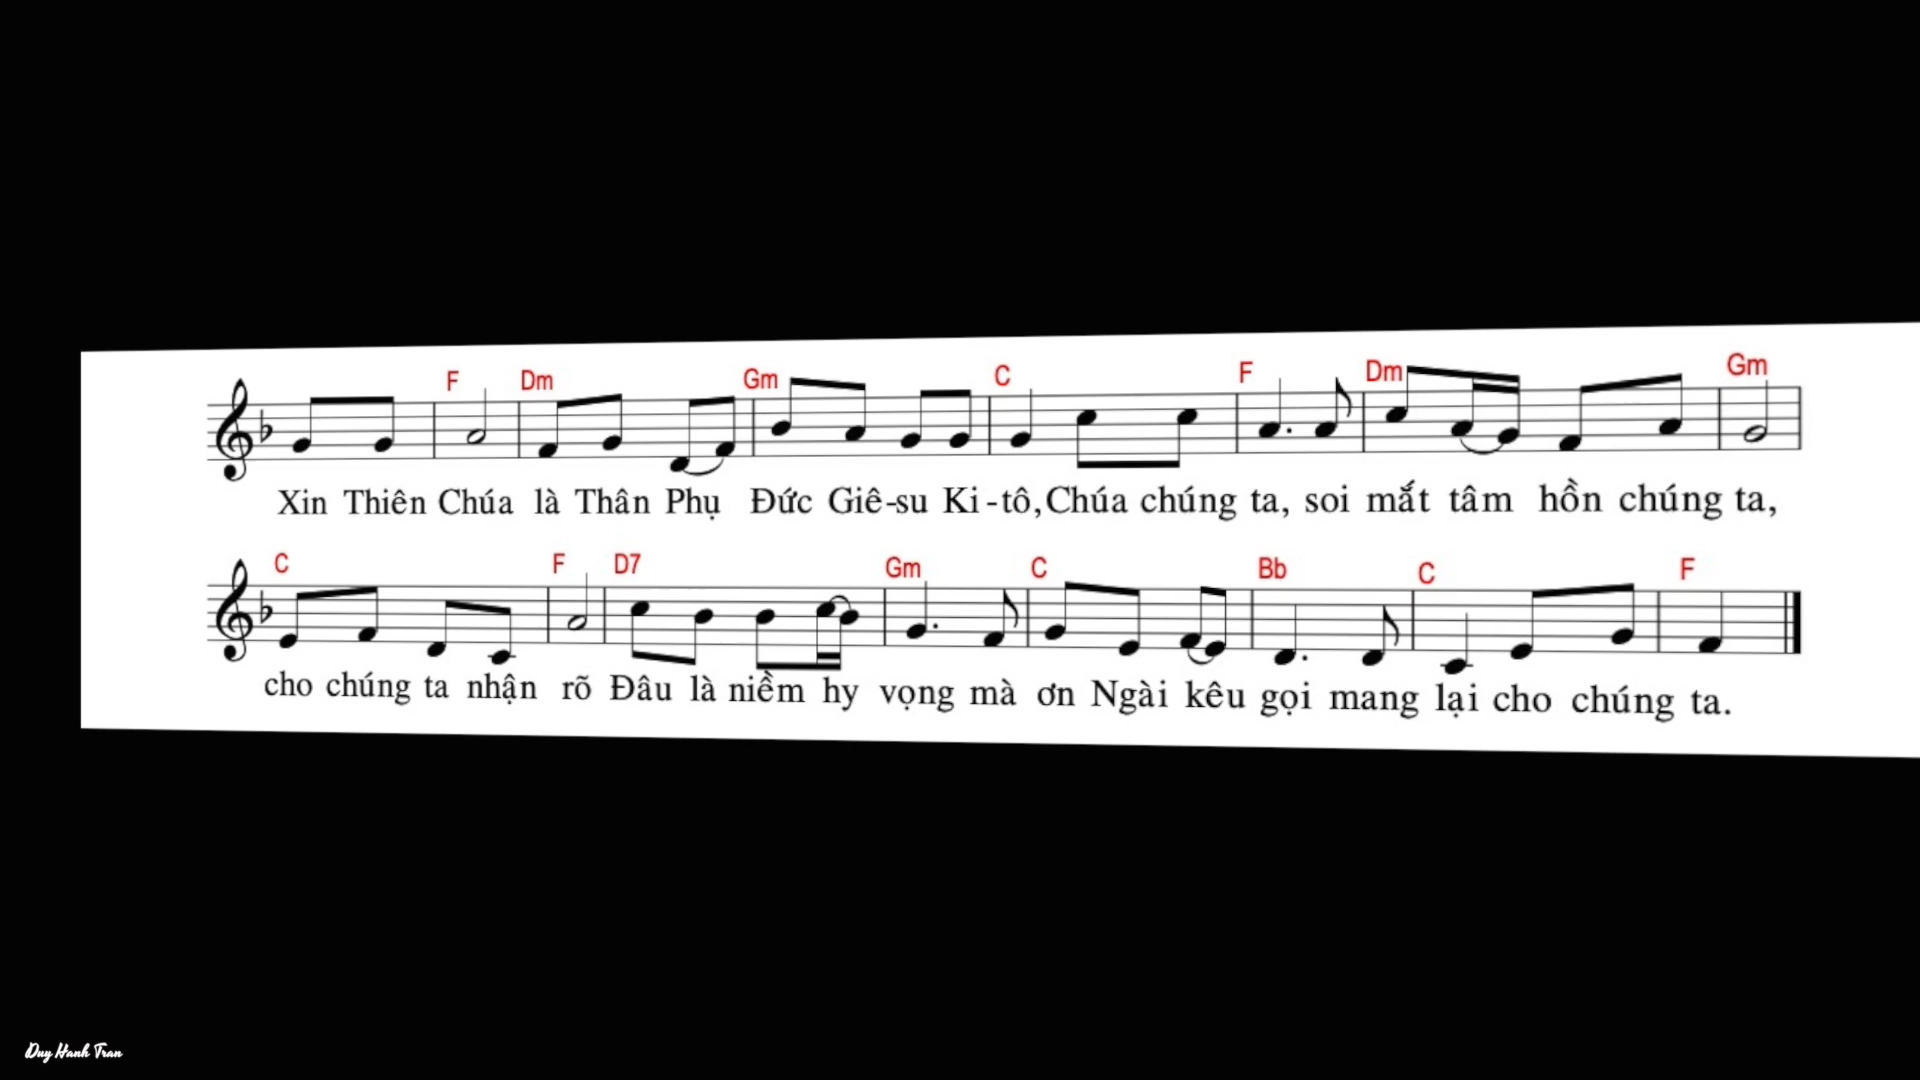 F Dm Gm C F Dm Gm
Xin Thiên Chúa là Thân Phụ Đức Giê-su Ki-tô, Chúa chúng ta, soi mắt tâm hồn chúng ta,
C F D7 Gm C Bb C F
cho chúng ta nhận rõ Đâu là niềm hy vọng mà ơn Ngài kêu gọi mang lại cho chúng ta.
Duy Hanh Tran